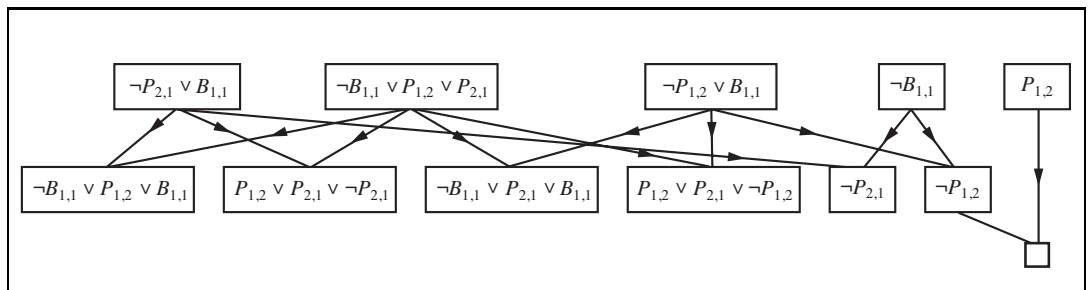 ¬P₂,₁ ∨ B₁,₁ ¬B₁,₁ ∨ P₁,₂ ∨ P₂,₁ ¬P₁,₂ ∨ B₁,₁ ¬B₁,₁ P₁,₂
¬B₁,₁ ∨ P₁,₂ ∨ B₁,₁ P₁,₂ ∨ P₂,₁ ∨ ¬P₂,₁ ¬B₁,₁ ∨ P₂,₁ ∨ B₁,₁ P₁,₂ ∨ P₂,₁ ∨ ¬P₁,₂ ¬P₂,₁ ¬P₁,₂